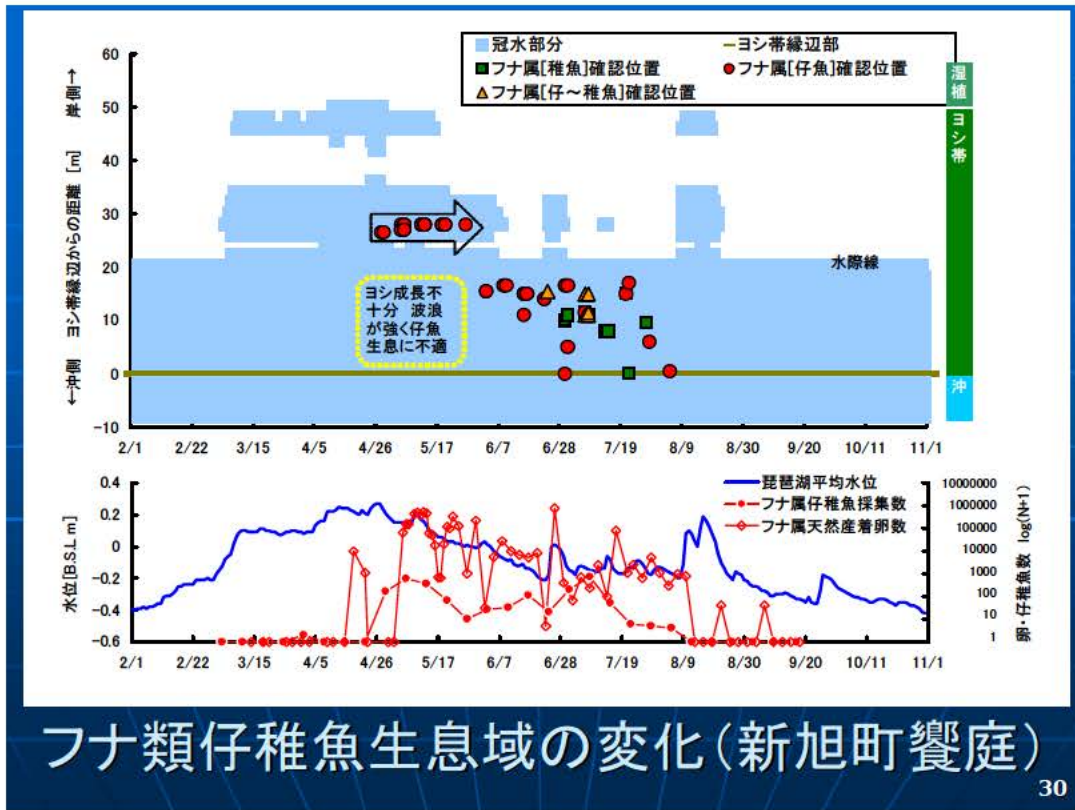 冠水部分
ヨシ帯縁辺部
フナ属[稚魚]確認位置
フナ属[仔魚]確認位置
フナ属[仔~稚魚]確認位置
←沖側 ヨシ帯縁辺からの距離 [m] 岸側→
60
50
40
30
20
10
0
-10
水際線
ヨシ成長不
十分 波浪
が強く仔魚
生息に不適
湿植
ヨシ帯
沖
2/1 2/22 3/15 4/5 4/26 5/17 6/7 6/28 7/19 8/9 8/30 9/20 10/11 11/1
琵琶湖平均水位
フナ属仔稚魚採集数
フナ属天然産着卵数
水位[B.S.L. m]
0.4
0.2
0
-0.2
-0.4
-0.6
10000000
1000000
100000
10000
1000
100
10
1
卵・仔稚魚数 log(N+1)
2/1 2/22 3/15 4/5 4/26 5/17 6/7 6/28 7/19 8/9 8/30 9/20 10/11 11/1
フナ類仔稚魚生息域の変化(新旭町饗庭)
30